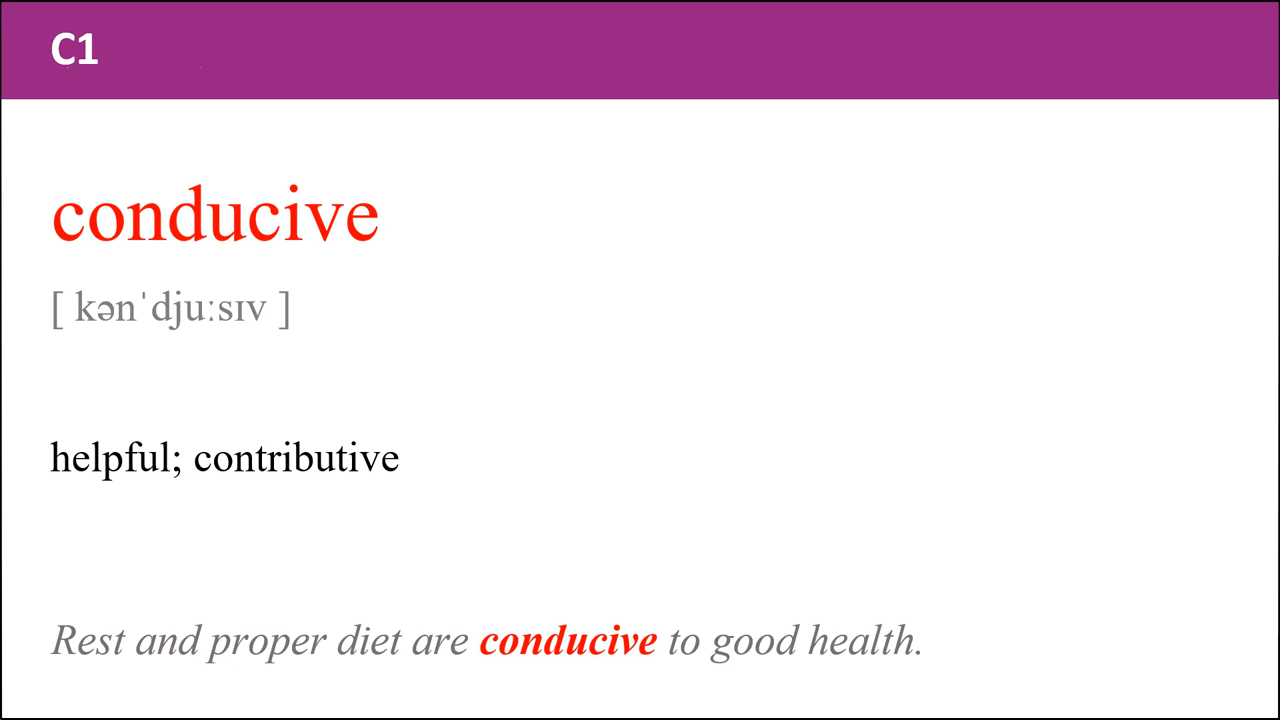 C1
conducive
[ kənˈdjuːsɪv ]
helpful; contributive
Rest and proper diet are conducive to good health.